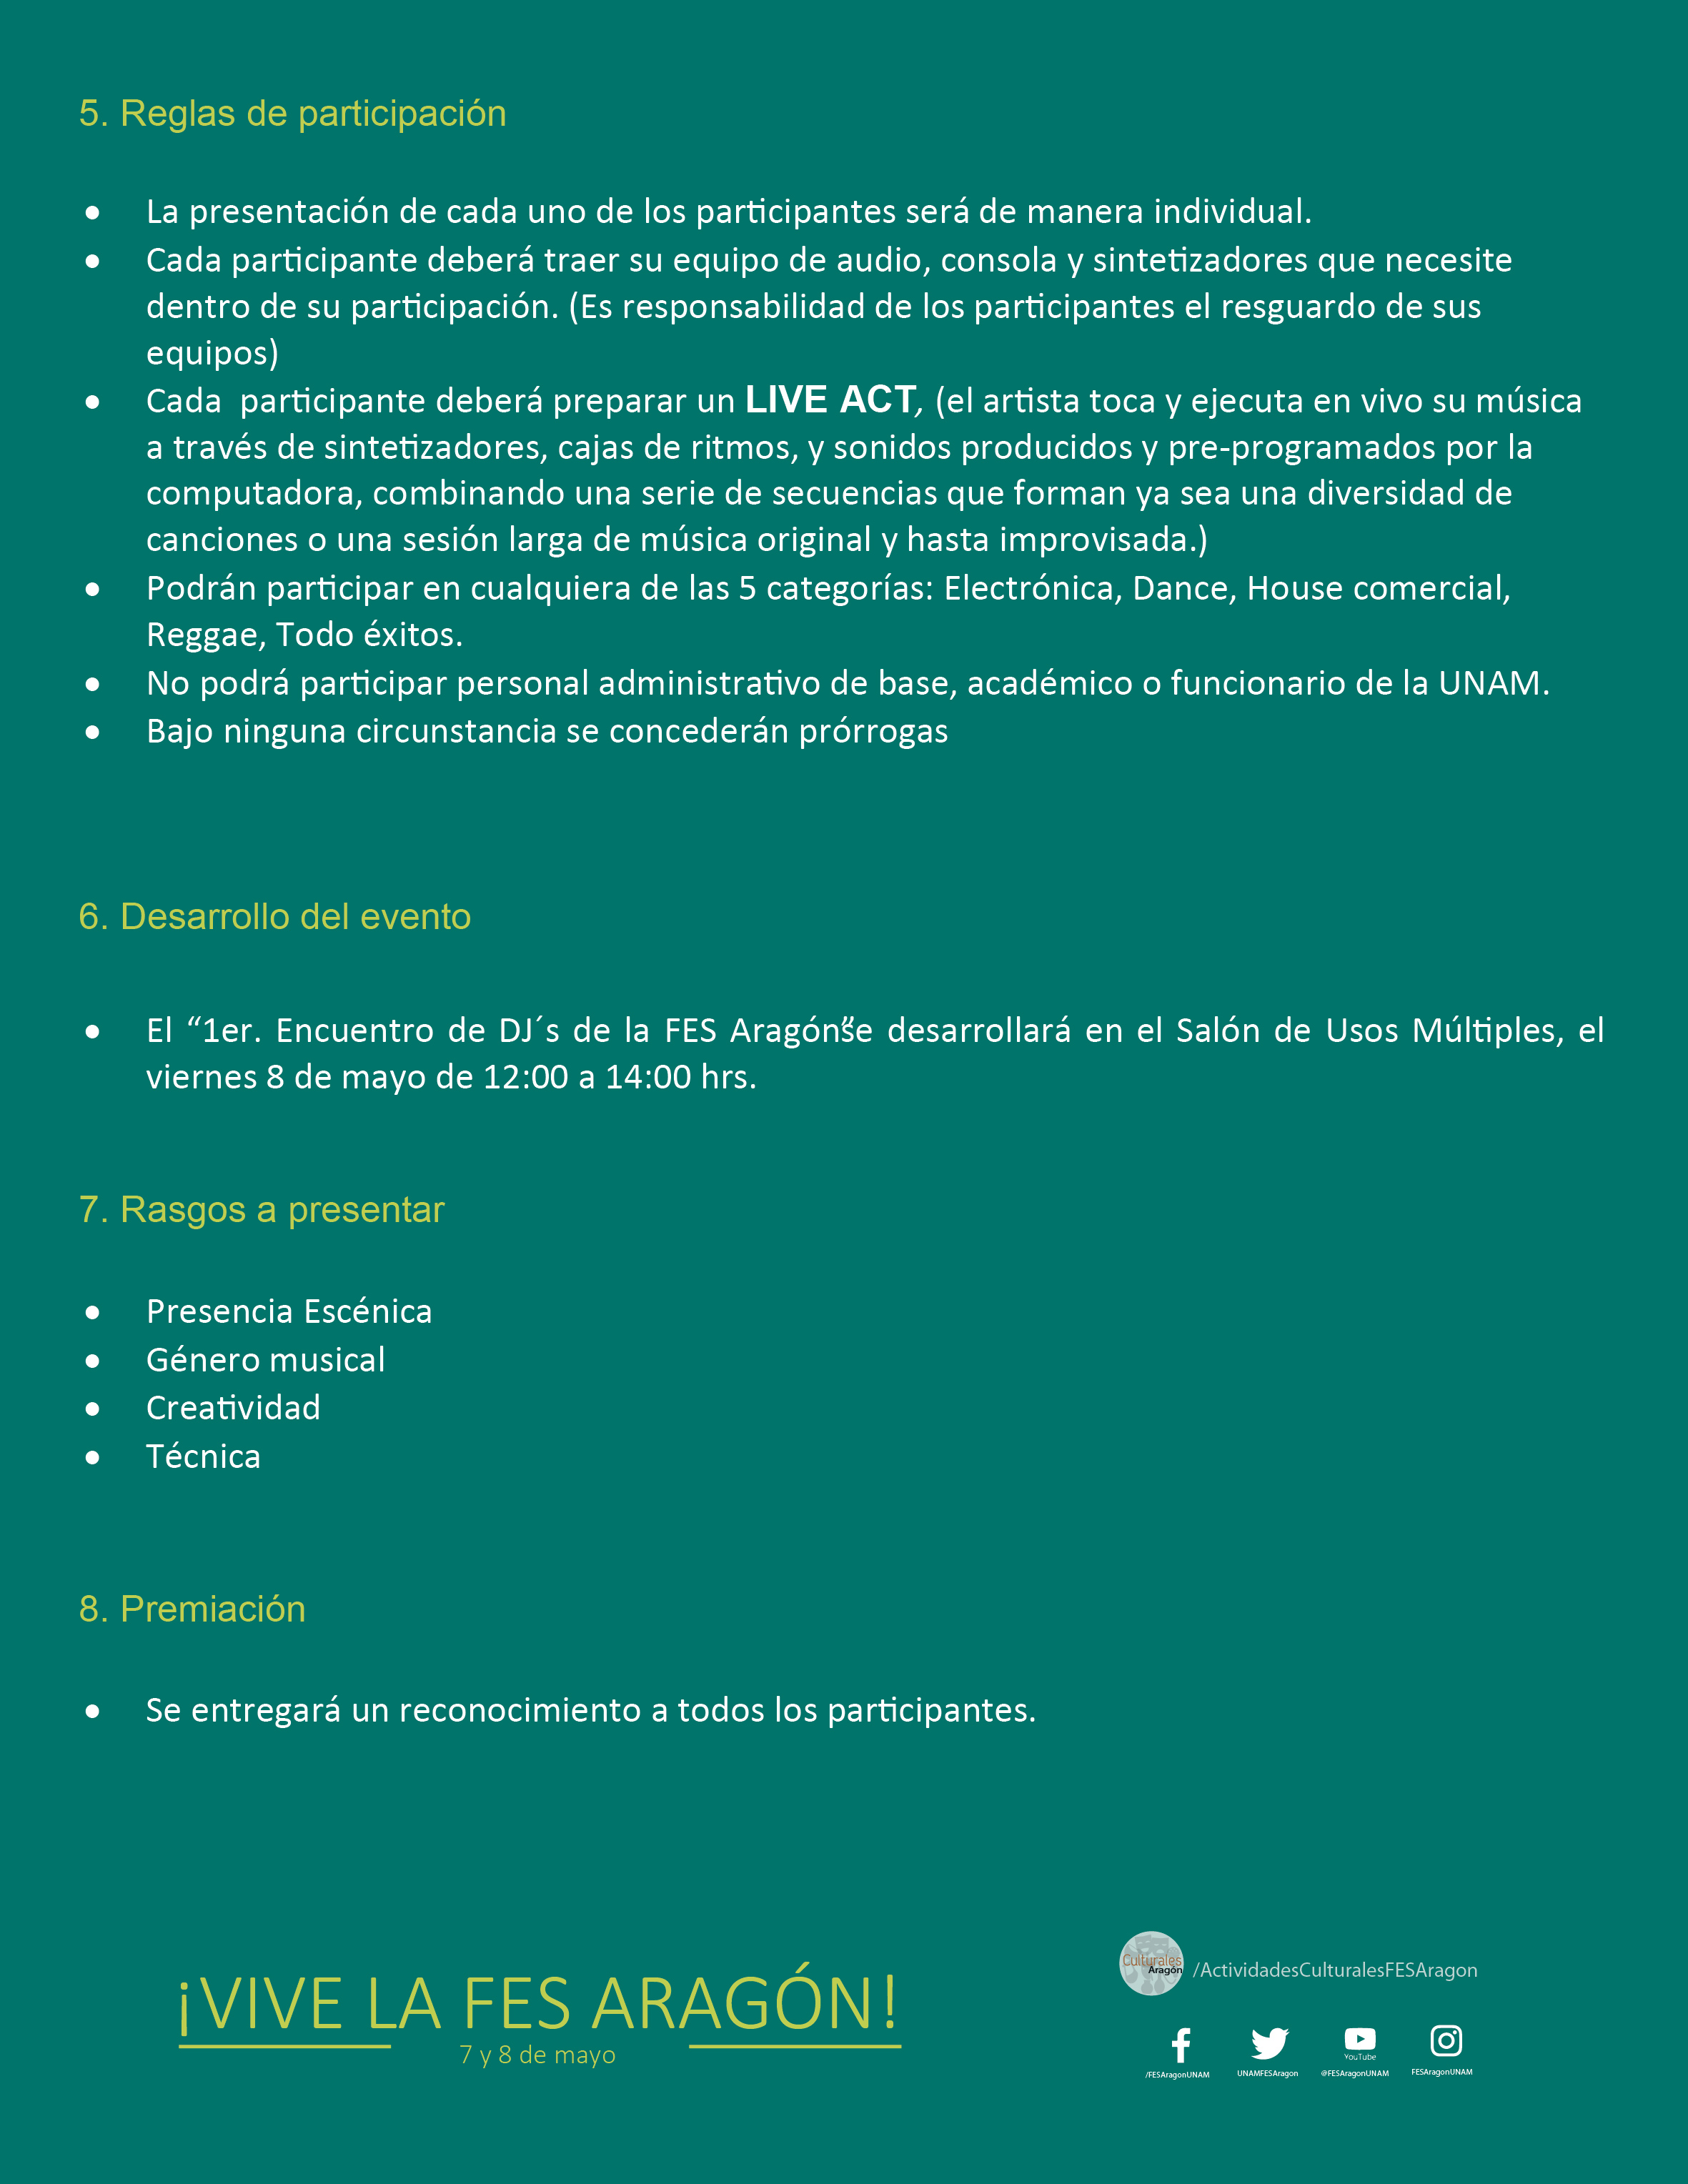 5. Reglas de participación
• La presentación de cada uno de los participantes será de manera individual.
• Cada participante deberá traer su equipo de audio, consola y sintetizadores que necesite
dentro de su participación. (Es responsabilidad de los participantes el resguardo de sus
equipos)
• Cada participante deberá preparar un LIVE ACT, (el artista toca y ejecuta en vivo su música
a través de sintetizadores, cajas de ritmos, y sonidos producidos y pre-programados por la
computadora, combinando una serie de secuencias que forman ya sea una diversidad de
canciones o una sesión larga de música original y hasta improvisada.)
• Podrán participar en cualquiera de las 5 categorías: Electrónica, Dance, House comercial,
Reggae, Todo éxitos.
• No podrá participar personal administrativo de base, académico o funcionario de la UNAM.
• Bajo ninguna circunstancia se concederán prórrogas
6. Desarrollo del evento
• El “1er. Encuentro de DJ´s de la FES Aragón” se desarrollará en el Salón de Usos Múltiples, el
viernes 8 de mayo de 12:00 a 14:00 hrs.
7. Rasgos a presentar
• Presencia Escénica
• Género musical
• Creatividad
• Técnica
8. Premiación
• Se entregará un reconocimiento a todos los participantes.
¡VIVE LA FES ARAGÓN!
7 y 8 de mayo
Culturales
Aragón
/ActividadesCulturalesFESAragon
YouTube
/FESAragonUNAM UNAMFESAragon @FESAragonUNAM FESAragonUNAM